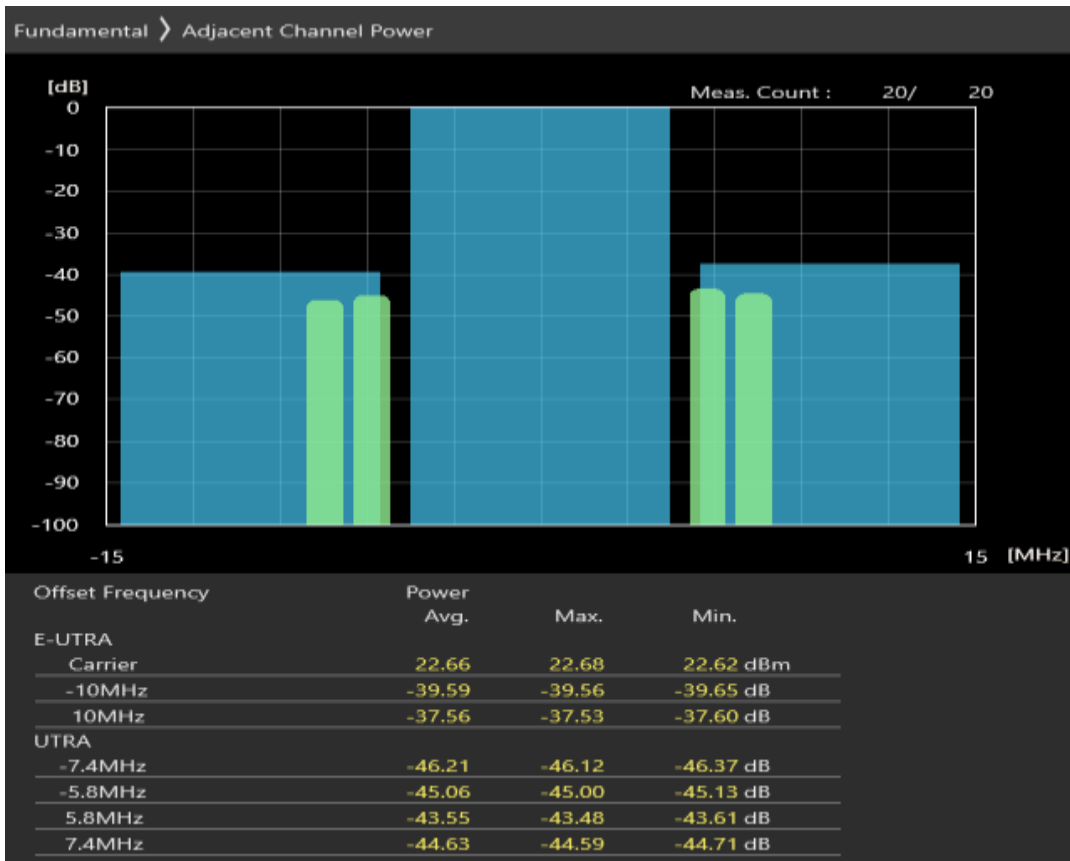 Fundamental ❭ Adjacent Channel Power
[dB]
Meas. Count : 20/ 20
0
-10
-20
-30
-40
-50
-60
-70
-80
-90
-100
-15 15 [MHz]
Offset Frequency Power
Avg. Max. Min.
E-UTRA
Carrier 22.66 22.68 22.62 dBm
-10MHz -39.59 -39.56 -39.65 dB
10MHz -37.56 -37.53 -37.60 dB
UTRA
-7.4MHz -46.21 -46.12 -46.37 dB
-5.8MHz -45.06 -45.00 -45.13 dB
5.8MHz -43.55 -43.48 -43.61 dB
7.4MHz -44.63 -44.59 -44.71 dB